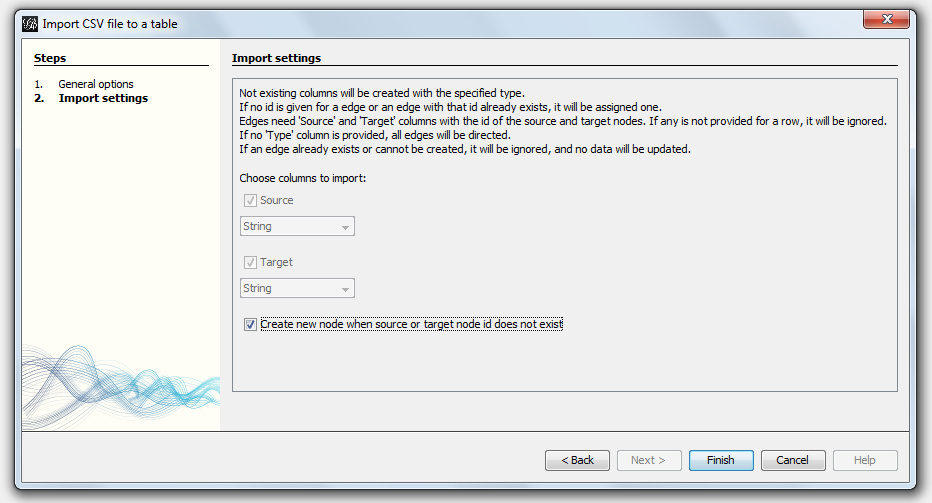 Import CSV file to a table
Steps
1. General options
2. Import settings
Import settings
Not existing columns will be created with the specified type.
If no id is given for a edge or an edge with that id already exists, it will be assigned one.
Edges need 'Source' and 'Target' columns with the id of the source and target nodes. If any is not provided for a row, it will be ignored.
If no 'Type' column is provided, all edges will be directed.
If an edge already exists or cannot be created, it will be ignored, and no data will be updated.
Choose columns to import:
Source
String
Target
String
Create new node when source or target node id does not exist
< Back Next > Finish Cancel Help